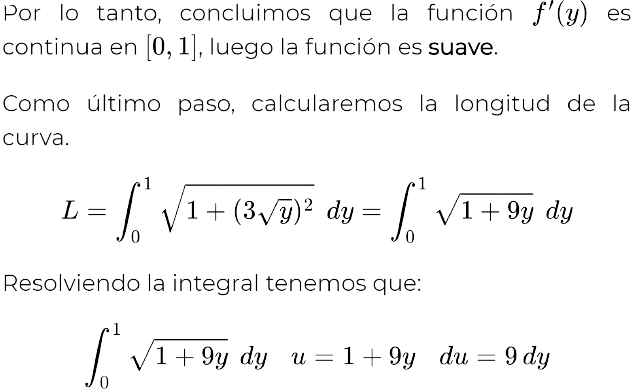 Por lo tanto, concluimos que la función f′(y) es
continua en [0, 1], luego la función es suave.
Como último paso, calcularemos la longitud de la
curva.
L = ∫₀¹ √(1 + (3√y)²) dy = ∫₀¹ √(1 + 9y) dy
Resolviendo la integral tenemos que:
∫₀¹ √(1 + 9y) dy u = 1 + 9y du = 9 dy